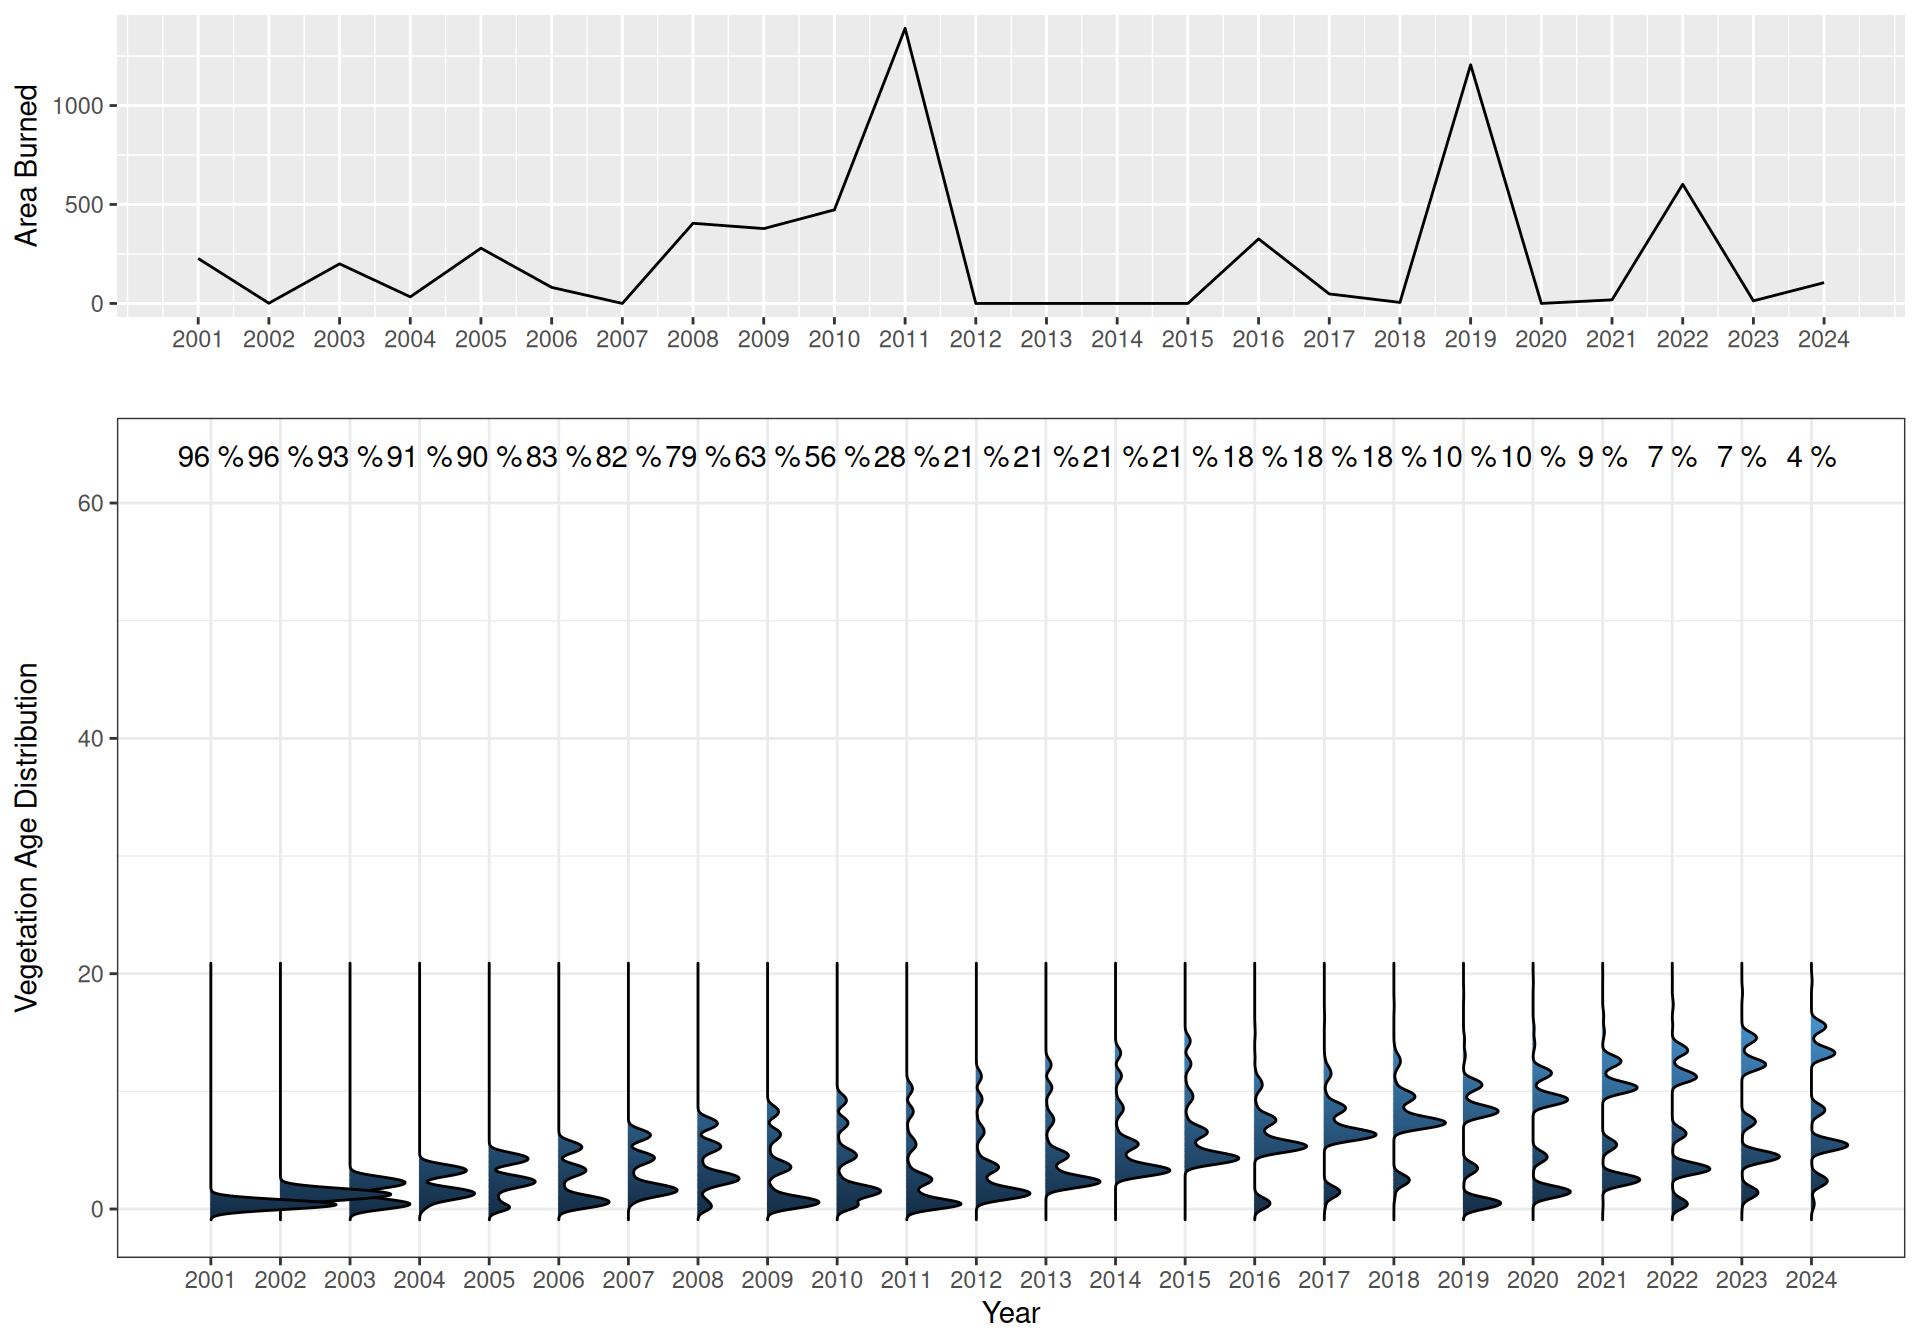 Area Burned
1000
500
0
2001 2002 2003 2004 2005 2006 2007 2008 2009 2010 2011 2012 2013 2014 2015 2016 2017 2018 2019 2020 2021 2022 2023 2024
96 % 96 % 93 % 91 % 90 % 83 % 82 % 79 % 63 % 56 % 28 % 21 % 21 % 21 % 21 % 18 % 18 % 18 % 10 % 10 % 9 % 7 % 7 % 4 %
Vegetation Age Distribution
60
40
20
0
2001 2002 2003 2004 2005 2006 2007 2008 2009 2010 2011 2012 2013 2014 2015 2016 2017 2018 2019 2020 2021 2022 2023 2024
Year